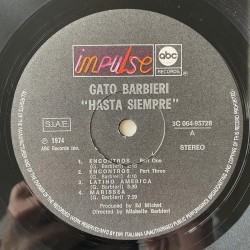 impulse abc
RECORDS
GATO BARBIERI
"HASTA SIEMPRE"
S.I.A.E.
3C 064-95728
A
℗ 1974
ABC Records Inc.
STEREO
1 ENCONTROS Part One
(G. Barbieri)
2 ENCONTROS Part Three
(G. Barbieri)
3 LATINO AMERICA
(G. Barbieri)
4 MARISSEA
(G. Barbieri) 7:39
Produced by Ed Michel
Directed by Michelle Barbieri